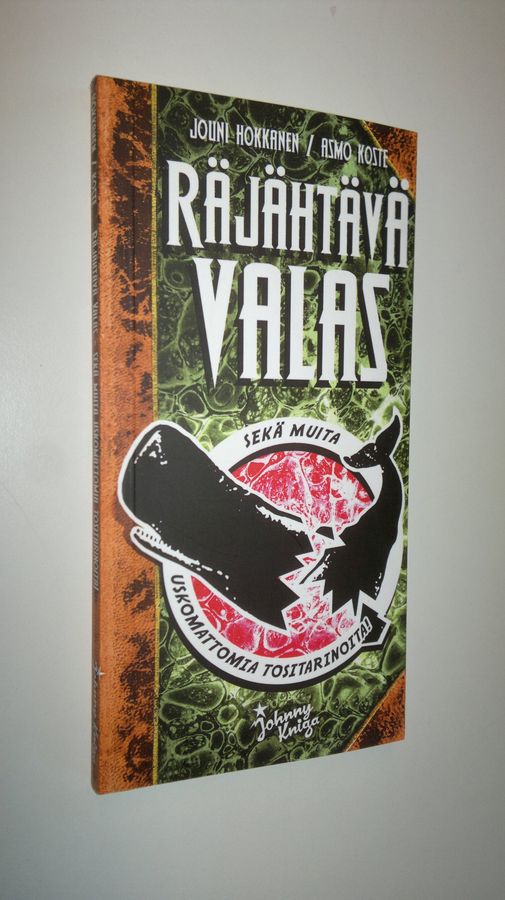 JOUNI HOKKANEN / ASMO KOSTE
RÄJÄHTÄVÄ
VALAS
SEKÄ MUITA
USKOMATTOMIA TOSITARINOITA!
Johnny
Kniga